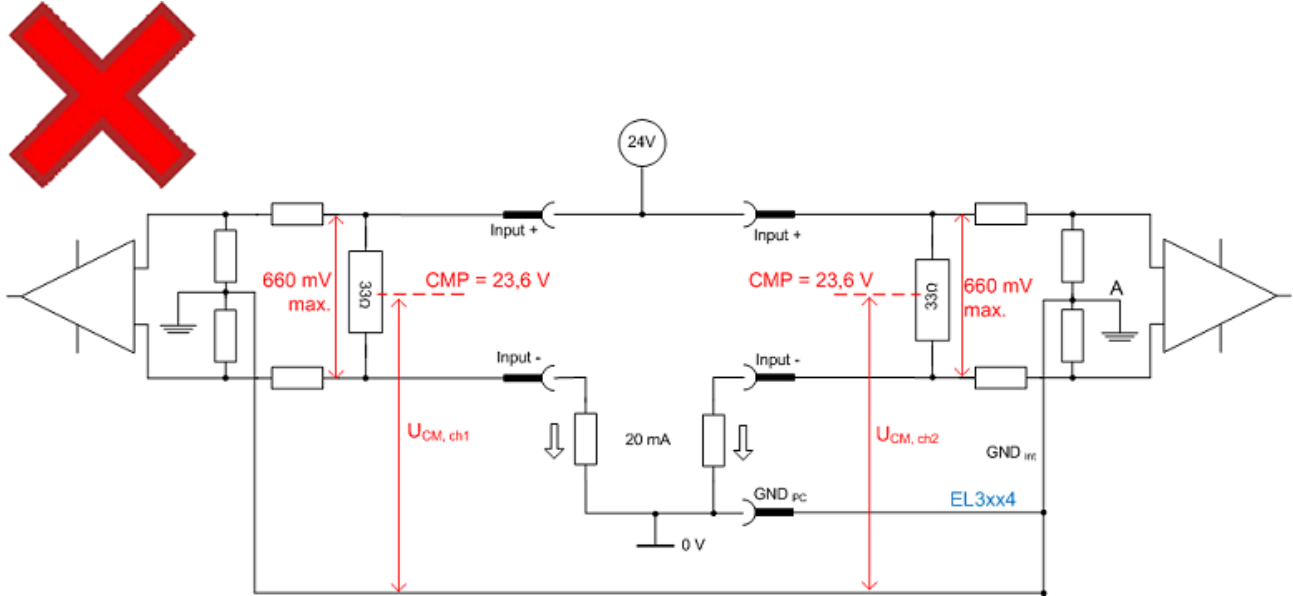 24V
Input +
Input +
660 mV
max.
33Ω
CMP = 23,6 V
CMP = 23,6 V
33Ω
660 mV
max.
A
Input -
Input -
UCM, ch1
20 mA
UCM, ch2
GND int
GND PC
EL3xx4
0 V